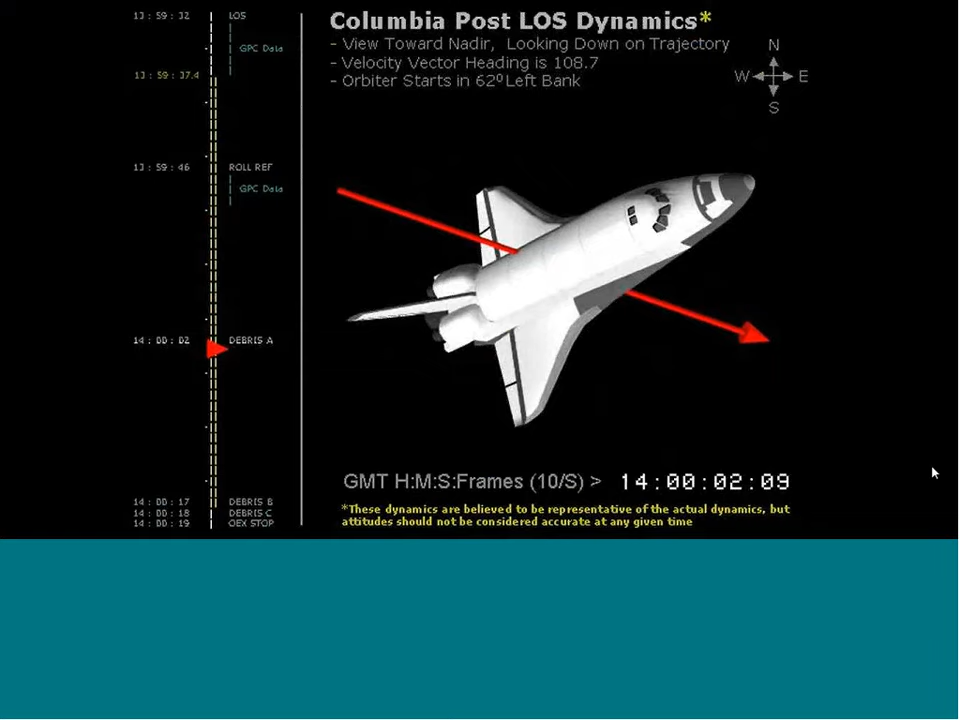 13 : 59 : 32 LOS
GPC Data
13 : 59 : 37.4
13 : 59 : 46 ROLL REF
GPC Data
14 : 00 : 02 DEBRIS A
14 : 00 : 17 DEBRIS B
14 : 00 : 18 DEBRIS C
14 : 00 : 19 OEX STOP
Columbia Post LOS Dynamics*
- View Toward Nadir, Looking Down on Trajectory
- Velocity Vector Heading is 108.7
- Orbiter Starts in 62º Left Bank
N
W E
S
GMT H:M:S:Frames (10/S) > 14:00:02:09
*These dynamics are believed to be representative of the actual dynamics, but
attitudes should not be considered accurate at any given time